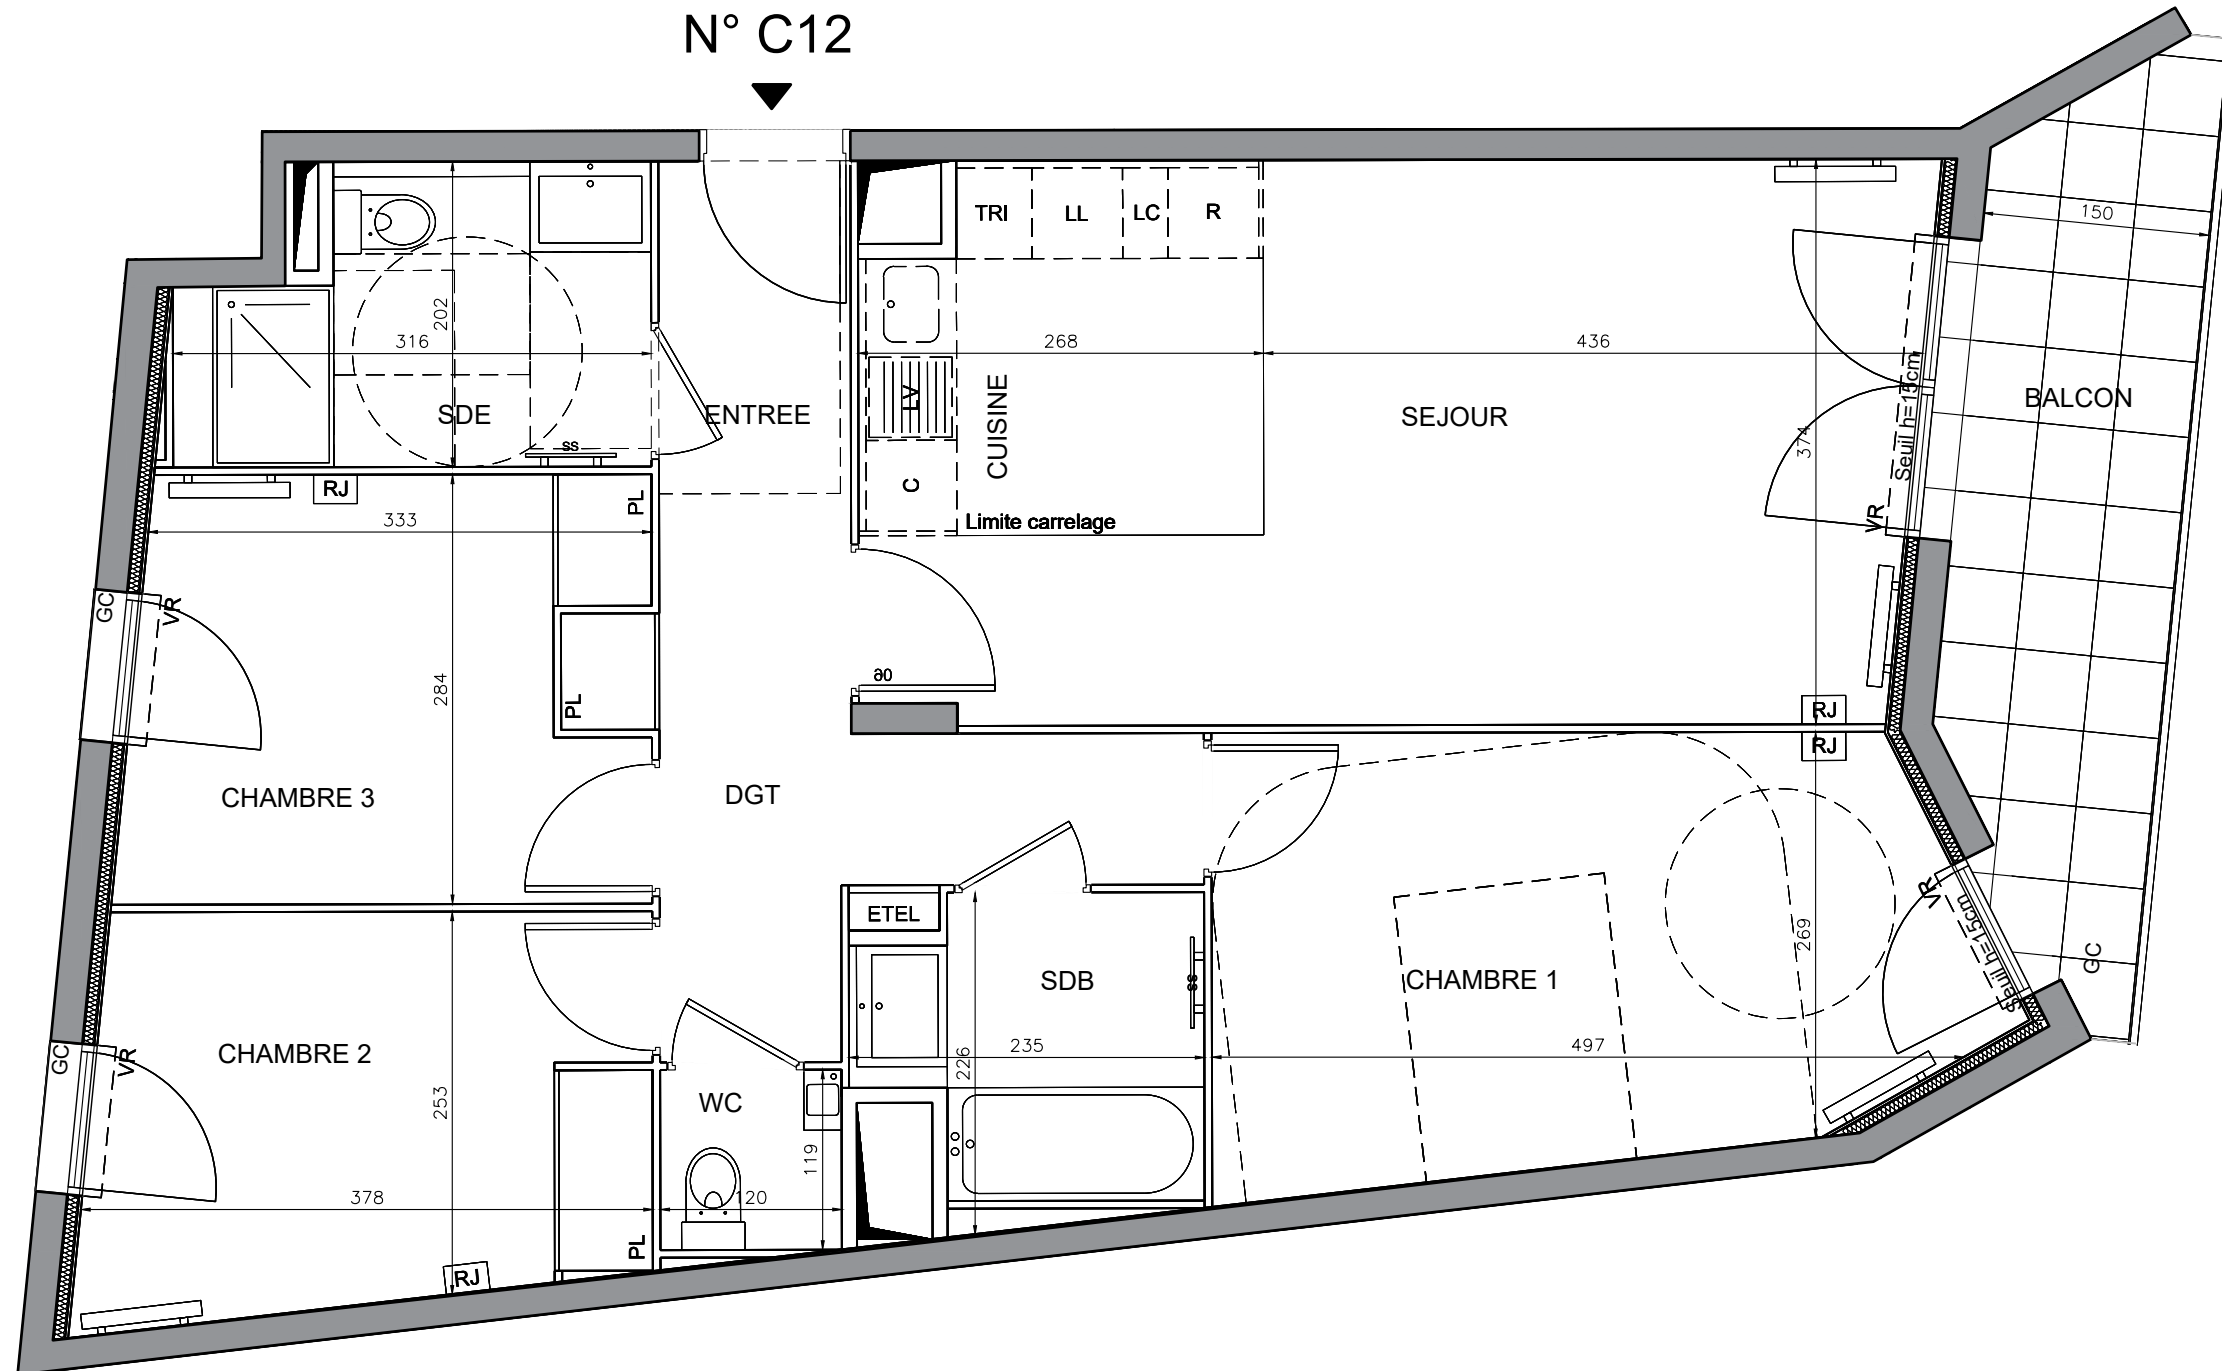 N° C12
TRI
LL
LC
R
150
202
316
268
436
BALCON
SDE
ENTREE
LV
CUISINE
SEJOUR
374
Seuil h=15cm
VR
ss
C
Limite carrelage
RJ
PL
333
GC
VR
284
PL
90
RJ
RJ
CHAMBRE 3
DGT
ETEL
VR
Seuil h=15cm
269
GC
SDB
ss
CHAMBRE 1
GC
VR
CHAMBRE 2
235
226
497
253
WC
119
378
120
PL
RJ